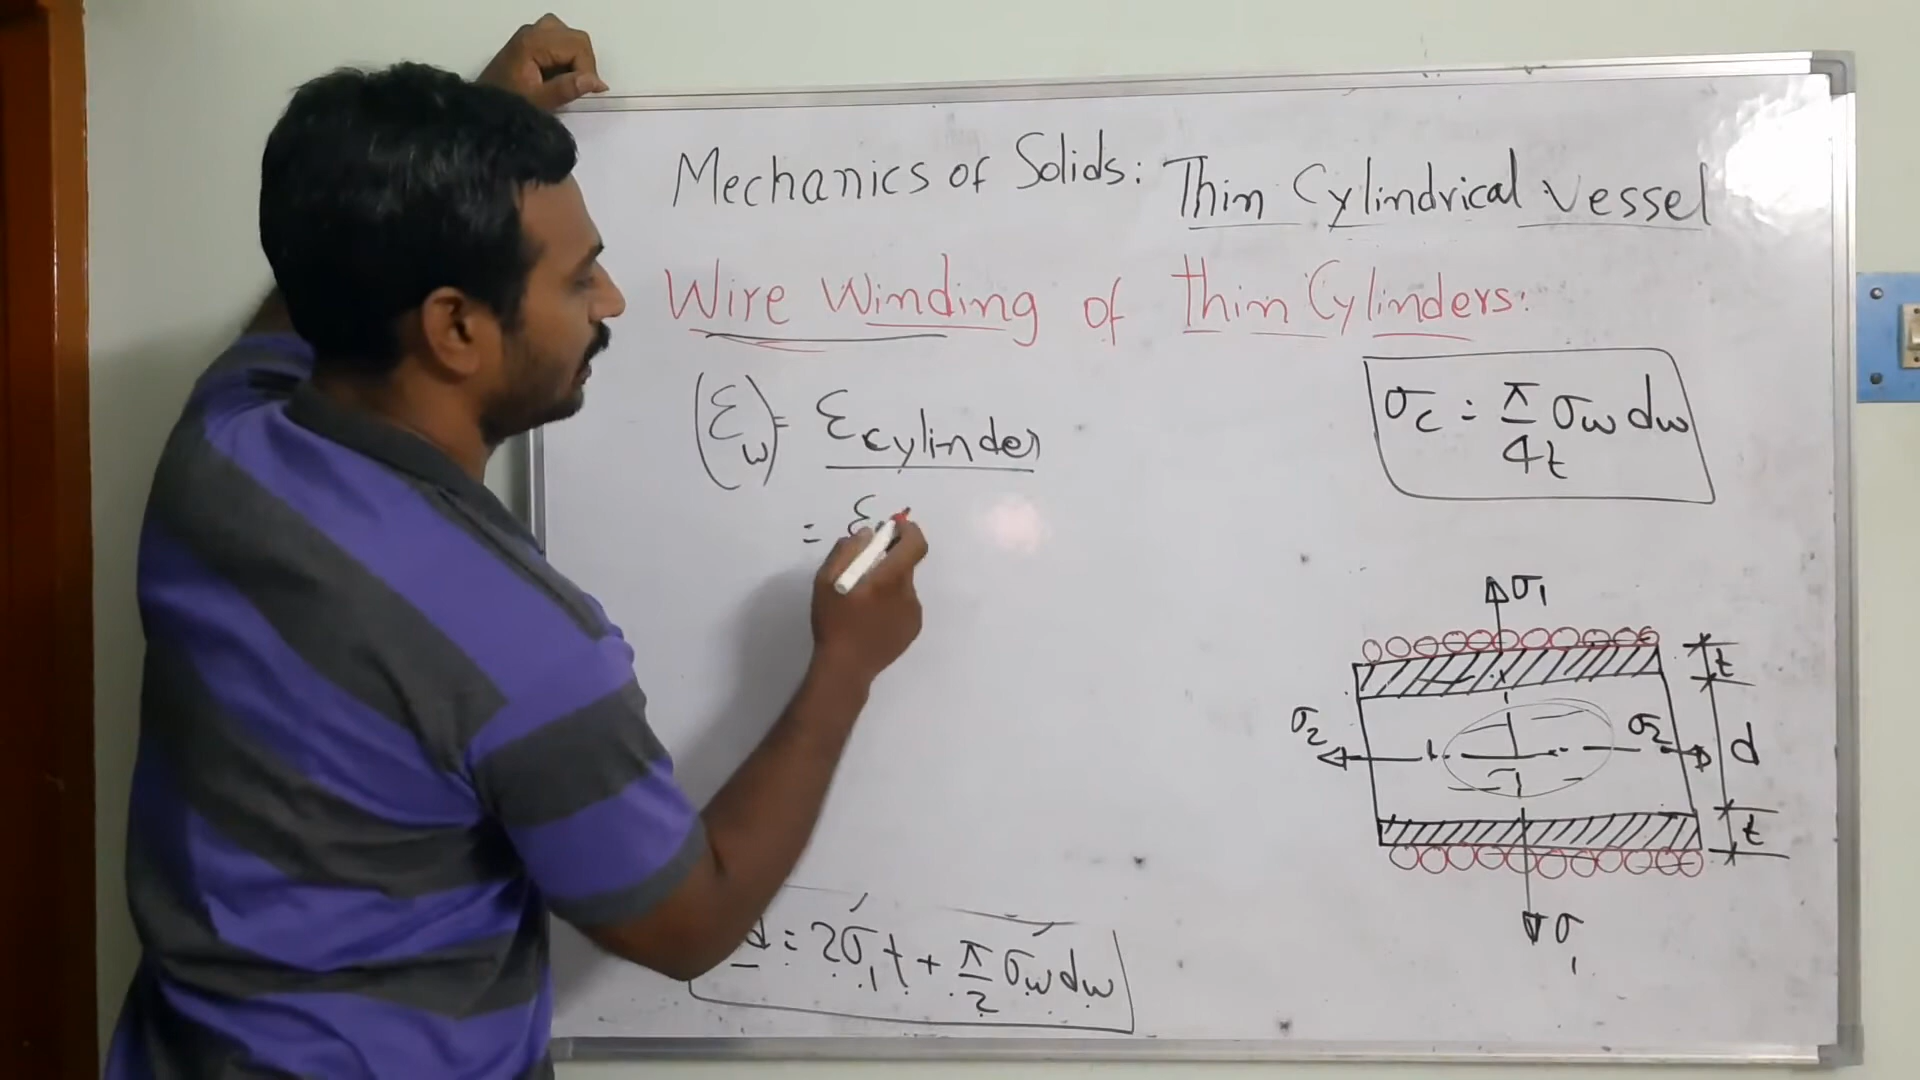 Mechanics of Solids: Thin Cylindrical Vessel
Wire Winding of thin Cylinders:
(εw) = εcylinder
= ε
σc = π/4t σw dw
d = 2σ1t + π/2 σw dw
σ1
t
σ2
σ2
d
t
σ1